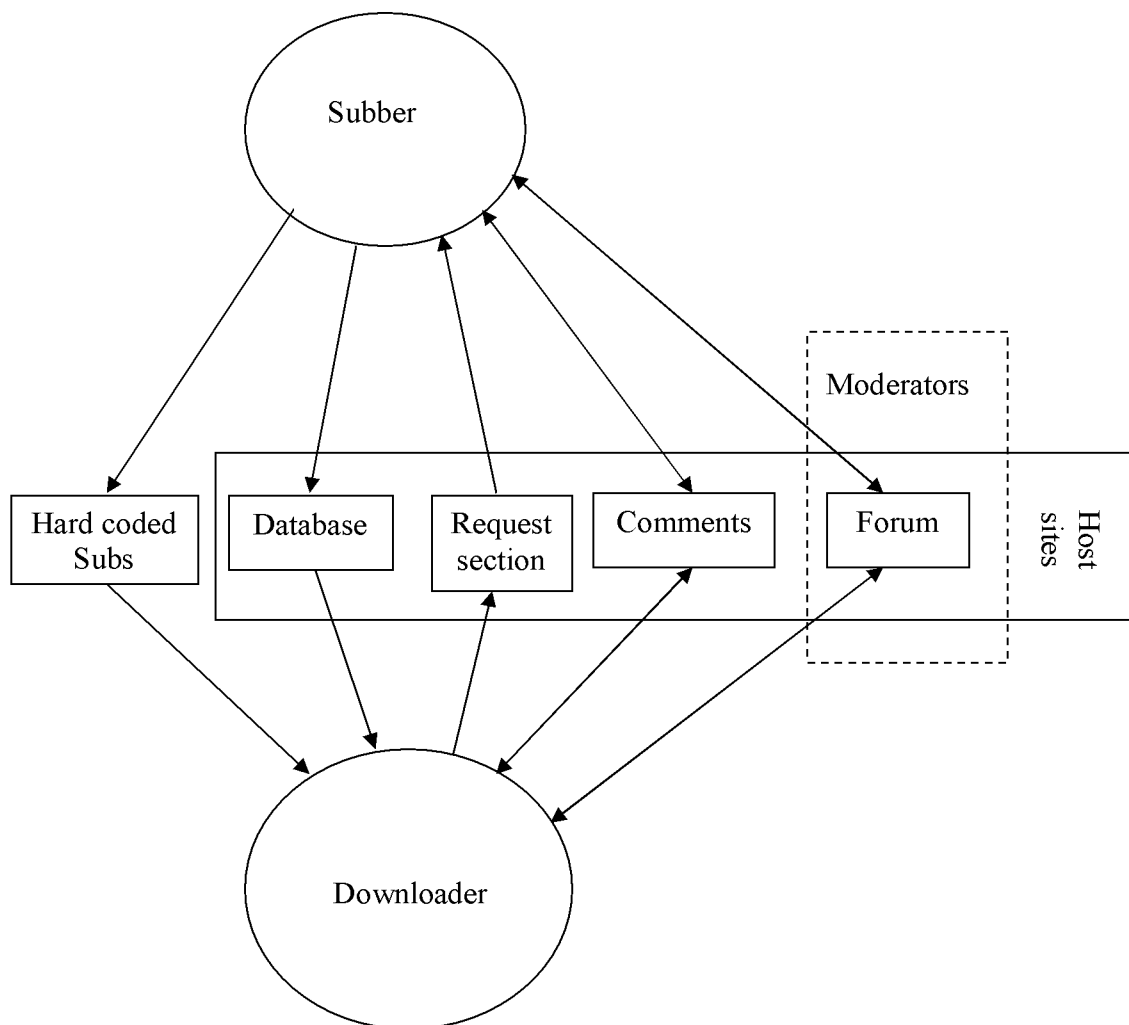 Subber
Moderators
Hard coded
Subs
Database
Request
section
Comments
Forum
Host
sites
Downloader